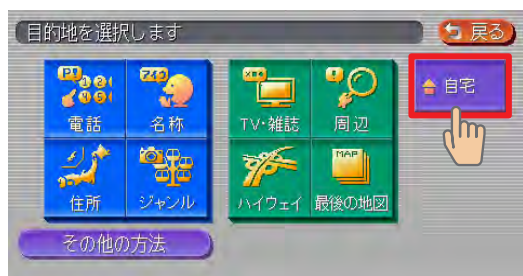 目的地を選択します
戻る
電話
名称
TV・雑誌
周辺
自宅
住所
ジャンル
ハイウェイ
MAP
最後の地図
その他の方法